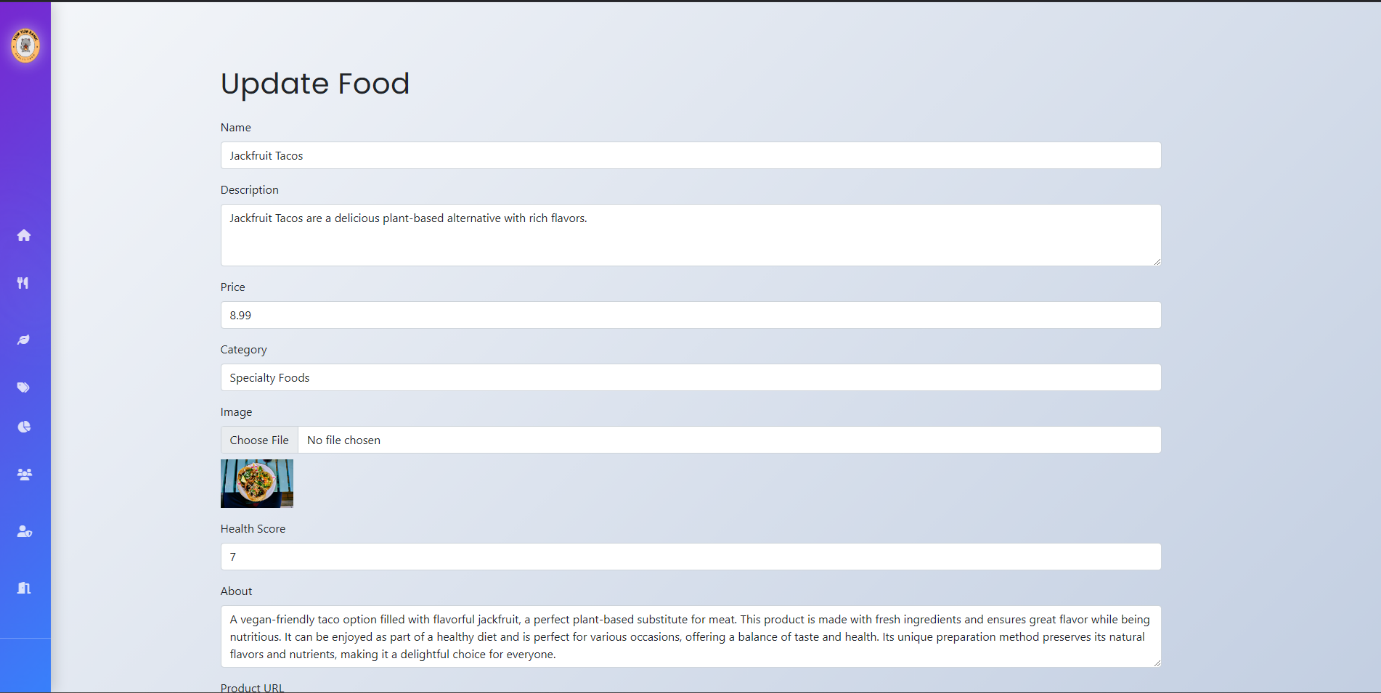 Update Food
Name
Jackfruit Tacos
Description
Jackfruit Tacos are a delicious plant-based alternative with rich flavors.
Price
8.99
Category
Specialty Foods
Image
Choose File No file chosen
Health Score
7
About
A vegan-friendly taco option filled with flavorful jackfruit, a perfect plant-based substitute for meat. This product is made with fresh ingredients and ensures great flavor while being
nutritious. It can be enjoyed as part of a healthy diet and is perfect for various occasions, offering a balance of taste and health. Its unique preparation method preserves its natural
flavors and nutrients, making it a delightful choice for everyone.
Product URL